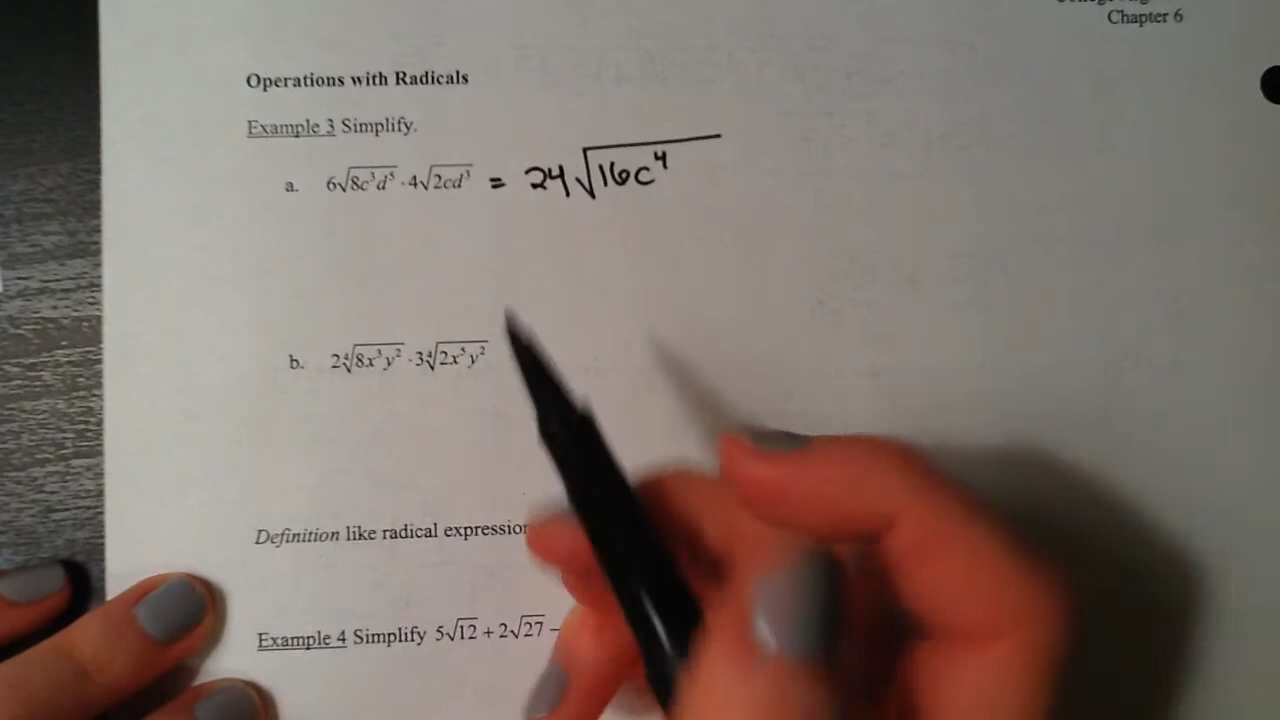 Chapter 6
Operations with Radicals
Example 3 Simplify.
a. 6√8c³d⁵ · 4√2cd³ = 24√16c⁴
b. 2∜8x³y² · 3∜2x⁵y²
Definition like radical
Example 4 Simplify 5√12 + 2√27 –